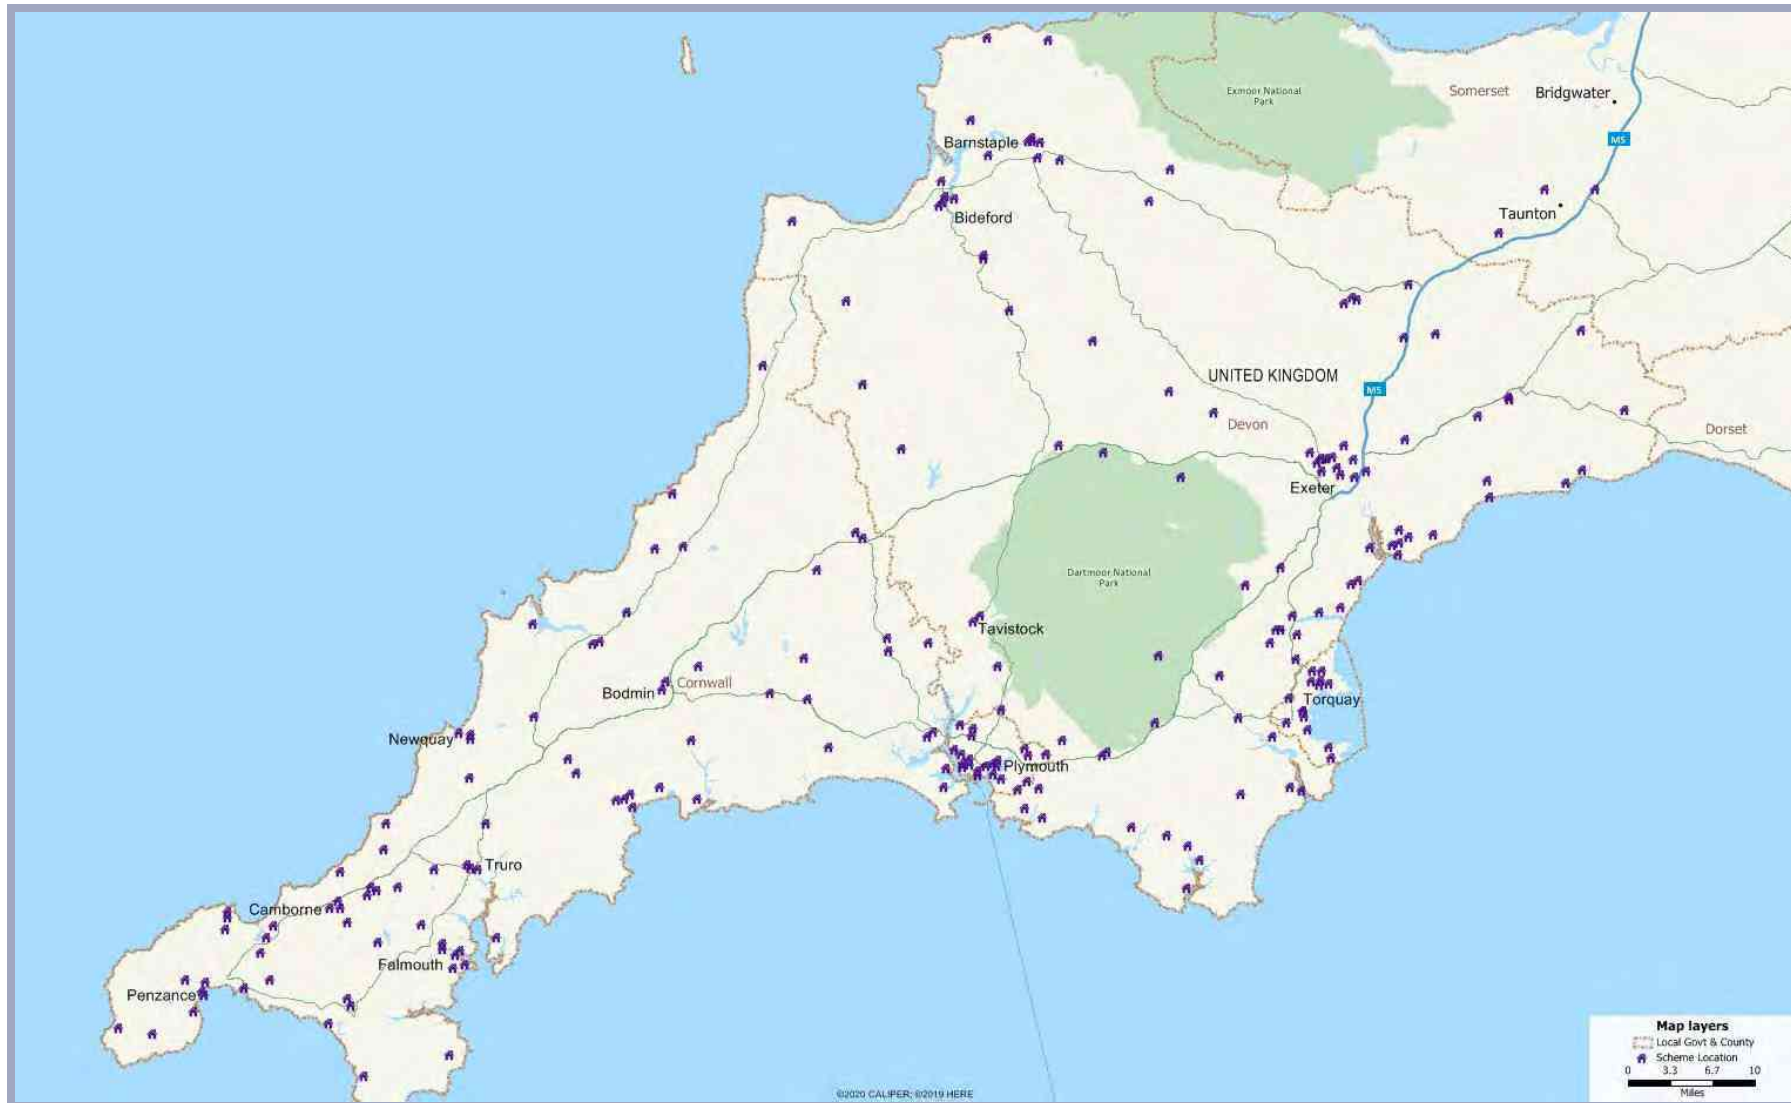 Exmoor National
Park
Somerset
Bridgwater
M5
Barnstaple
Taunton
Bideford
UNITED KINGDOM
M5
Devon
Dorset
Exeter
Dartmoor National
Park
Tavistock
Bodmin
Cornwall
Torquay
Newquay
Plymouth
Truro
Camborne
Falmouth
Penzance
Map layers
Local Govt & County
Scheme Location
0 3.3 6.7 10
Miles
©2020 CALIPER; ©2019 HERE